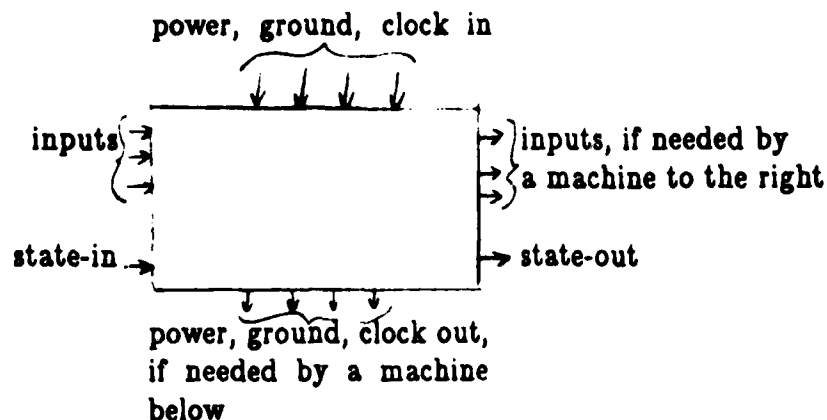 power, ground, clock in
inputs
inputs, if needed by
a machine to the right
state-in
state-out
power, ground, clock out,
if needed by a machine
below